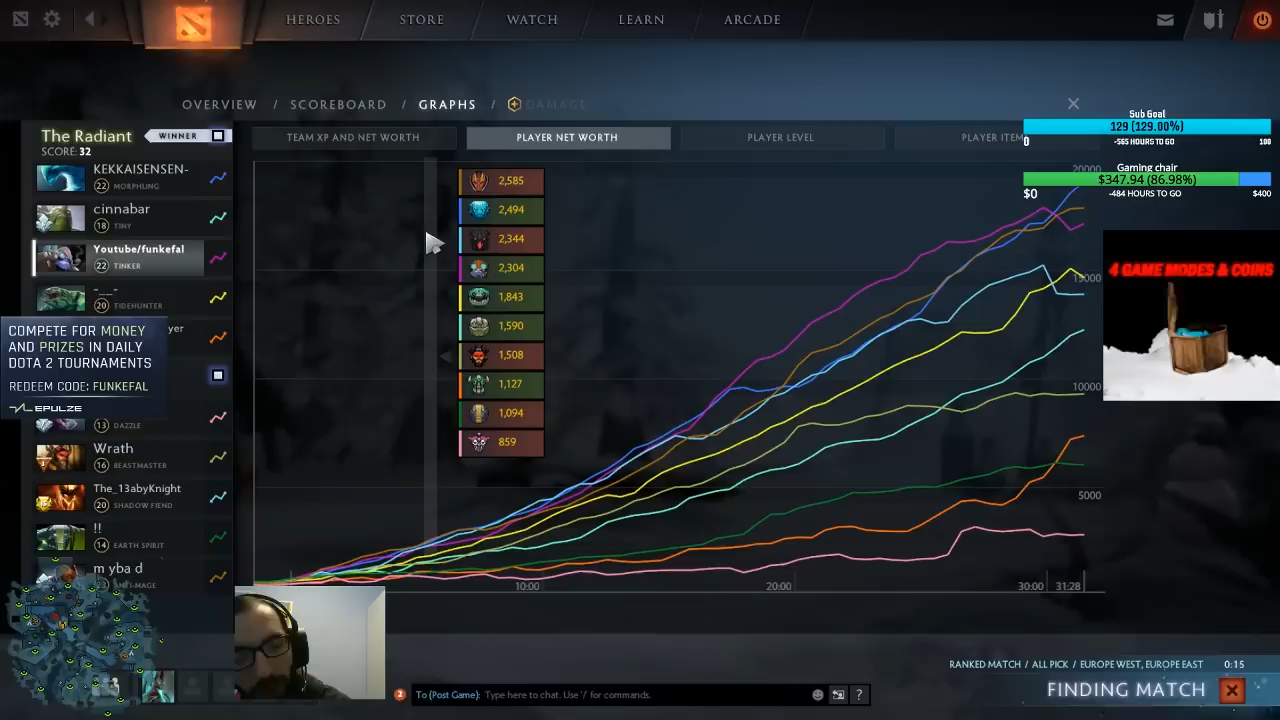 HEROES STORE WATCH LEARN ARCADE
OVERVIEW / SCOREBOARD / GRAPHS / DAMAGE
Sub Goal
129 (129.00%)
0 -565 HOURS TO GO 100
Gaming chair
$347.94 (86.98%)
$0 -484 HOURS TO GO $400
The Radiant WINNER
SCORE: 32
TEAM XP AND NET WORTH PLAYER NET WORTH PLAYER LEVEL PLAYER ITEM
KEKKAISENSEN-
22 MORPHLING
cinnabar
18 TINY
Youtube/funkefal
22 TINKER
-__-
20 TIDEHUNTER
yer
COMPETE FOR MONEY
AND PRIZES IN DAILY
DOTA 2 TOURNAMENTS
REDEEM CODE: FUNKEFAL
EPULZE
13 DAZZLE
Wrath
16 BEASTMASTER
The_13abyKnight
20 SHADOW FIEND
!!
14 EARTH SPIRIT
m yba d
ANTI-MAGE
2,585
2,494
2,344
2,304
1,843
1,590
1,508
1,127
1,094
859
20000
15000
10000
5000
10:00 20:00 30:00 31:28
4 GAME MODES & COINS
RANKED MATCH / ALL PICK / EUROPE WEST, EUROPE EAST 0:15
FINDING MATCH
2 To (Post Game): Type here to chat. Use '/' for commands. ?